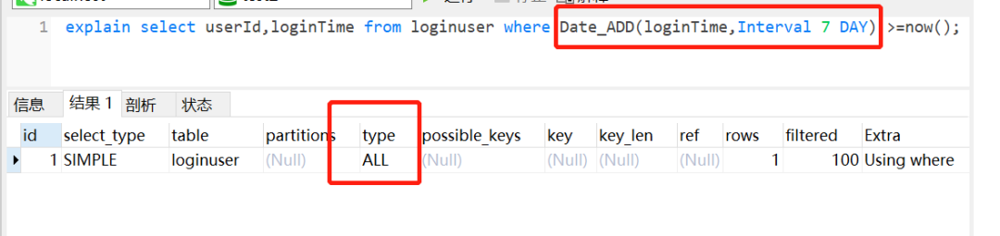 1 explain select userId,loginTime from loginuser where Date_ADD(loginTime,Interval 7 DAY) >=now();
信息 结果 1 剖析 状态
id select_type table partitions type possible_keys key key_len ref rows filtered Extra
1 SIMPLE loginuser (Null) ALL (Null) (Null) (Null) (Null) 1 100 Using where